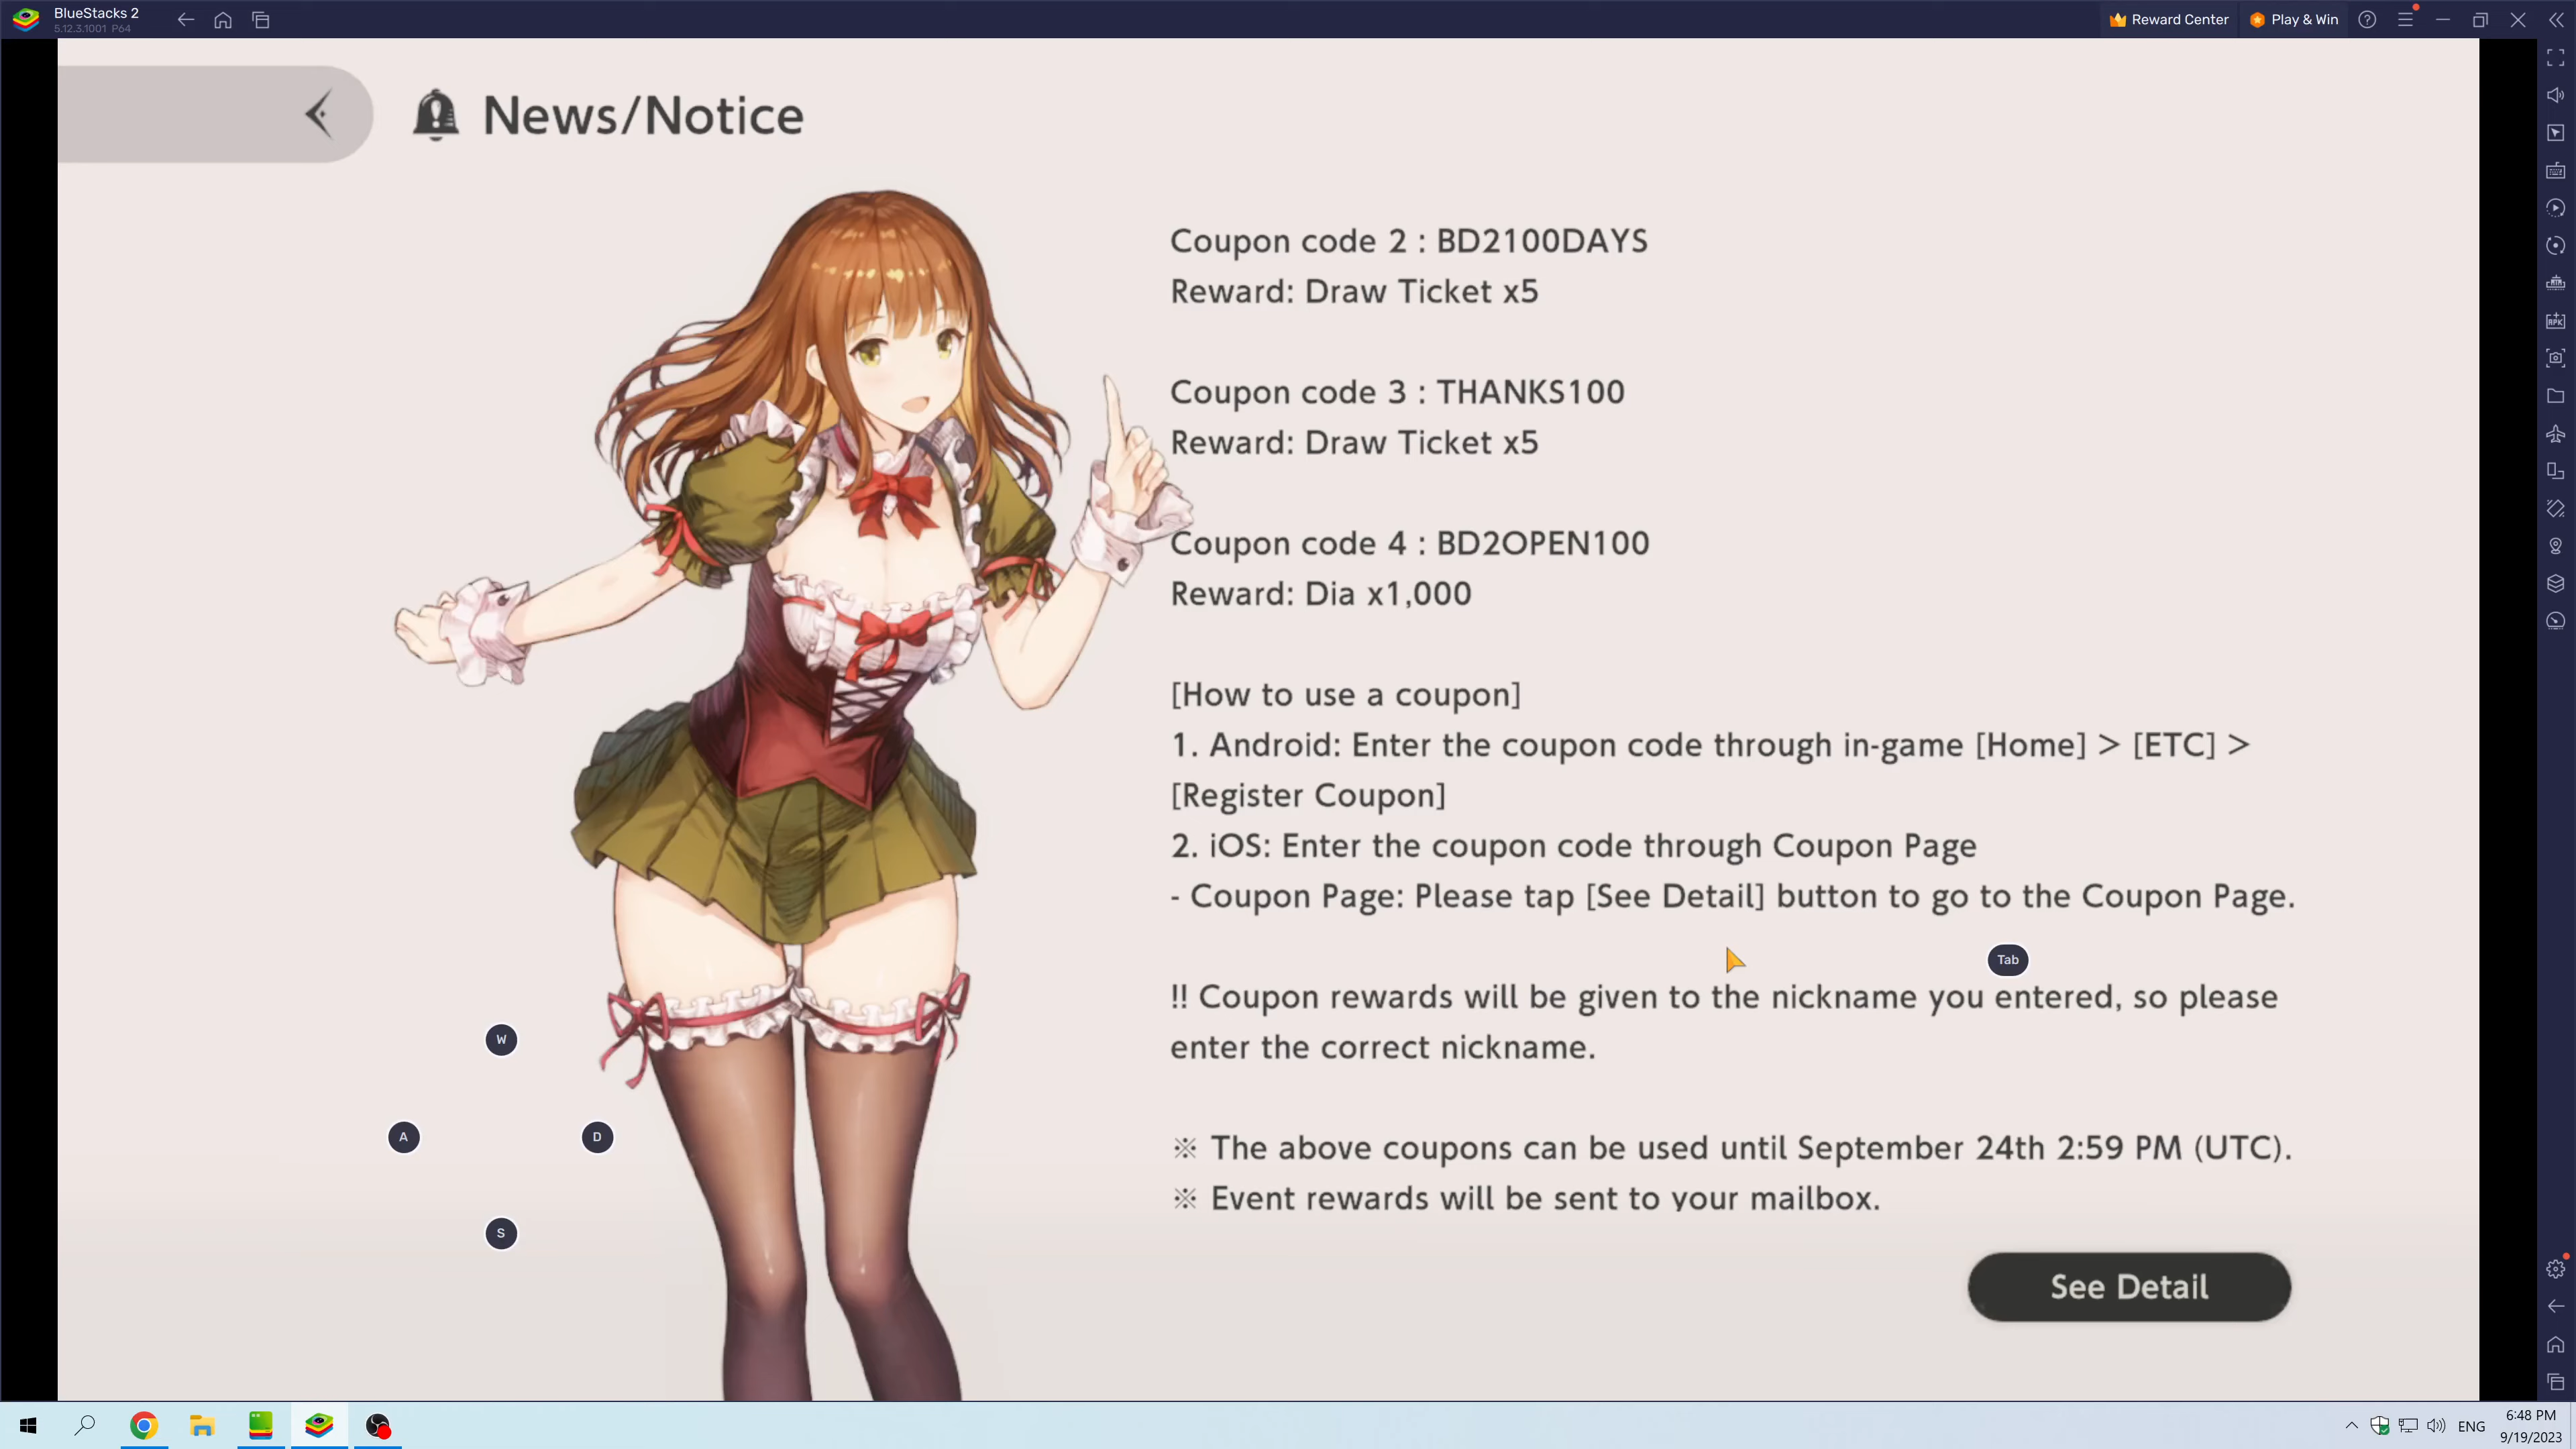 BlueStacks 2
5.12.3.1001 P64
Reward Center
Play & Win
News/Notice
Coupon code 2 : BD2100DAYS
Reward: Draw Ticket x5
Coupon code 3 : THANKS100
Reward: Draw Ticket x5
Coupon code 4 : BD2OPEN100
Reward: Dia x1,000
[How to use a coupon]
1. Android: Enter the coupon code through in-game [Home] > [ETC] >
[Register Coupon]
2. iOS: Enter the coupon code through Coupon Page
- Coupon Page: Please tap [See Detail] button to go to the Coupon Page.
Tab
!! Coupon rewards will be given to the nickname you entered, so please
enter the correct nickname.
W
A
D
S
※ The above coupons can be used until September 24th 2:59 PM (UTC).
※ Event rewards will be sent to your mailbox.
See Detail
ENG
6:48 PM
9/19/2023